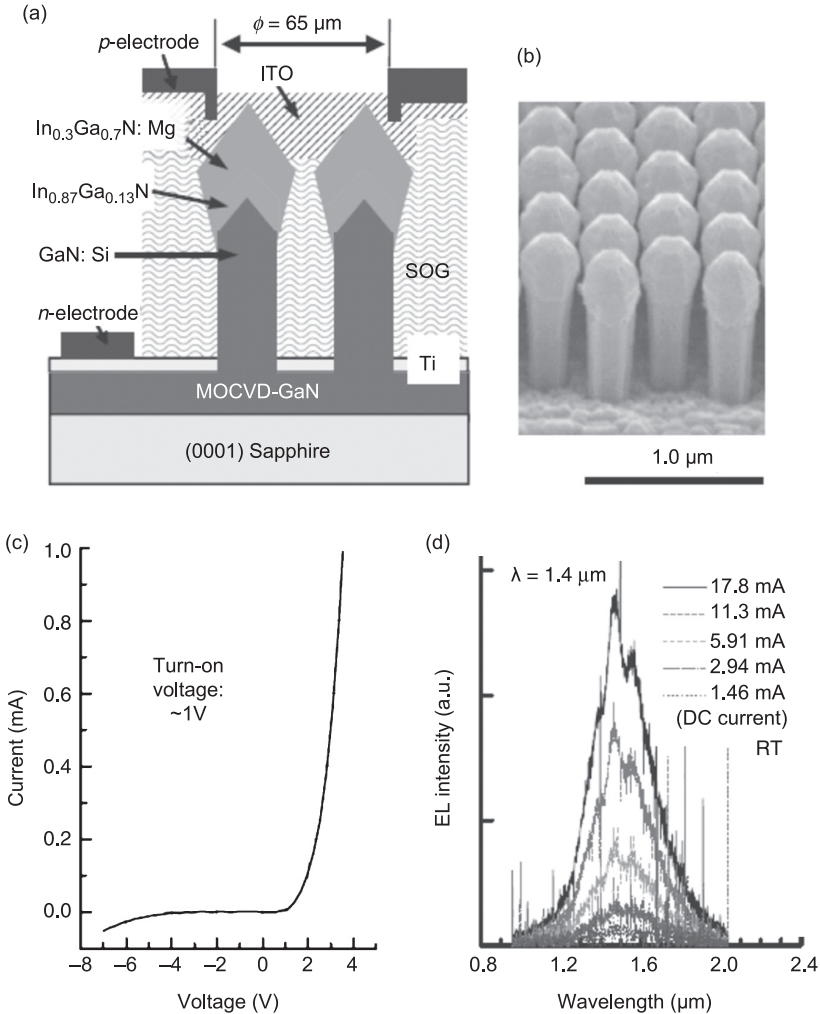 (a)
ϕ = 65 μm
p-electrode
ITO
In0.3Ga0.7N: Mg
In0.87Ga0.13N
GaN: Si
SOG
n-electrode
Ti
MOCVD-GaN
(0001) Sapphire
(b)
1.0 μm
(c)
1.0
0.8
0.6
0.4
0.2
0.0
Current (mA)
Turn-on
voltage:
~1V
–8 –6 –4 –2 0 2 4
Voltage (V)
(d)
λ = 1.4 μm
17.8 mA
11.3 mA
5.91 mA
2.94 mA
1.46 mA
(DC current)
RT
EL intensity (a.u.)
0.8 1.2 1.6 2.0 2.4
Wavelength (μm)